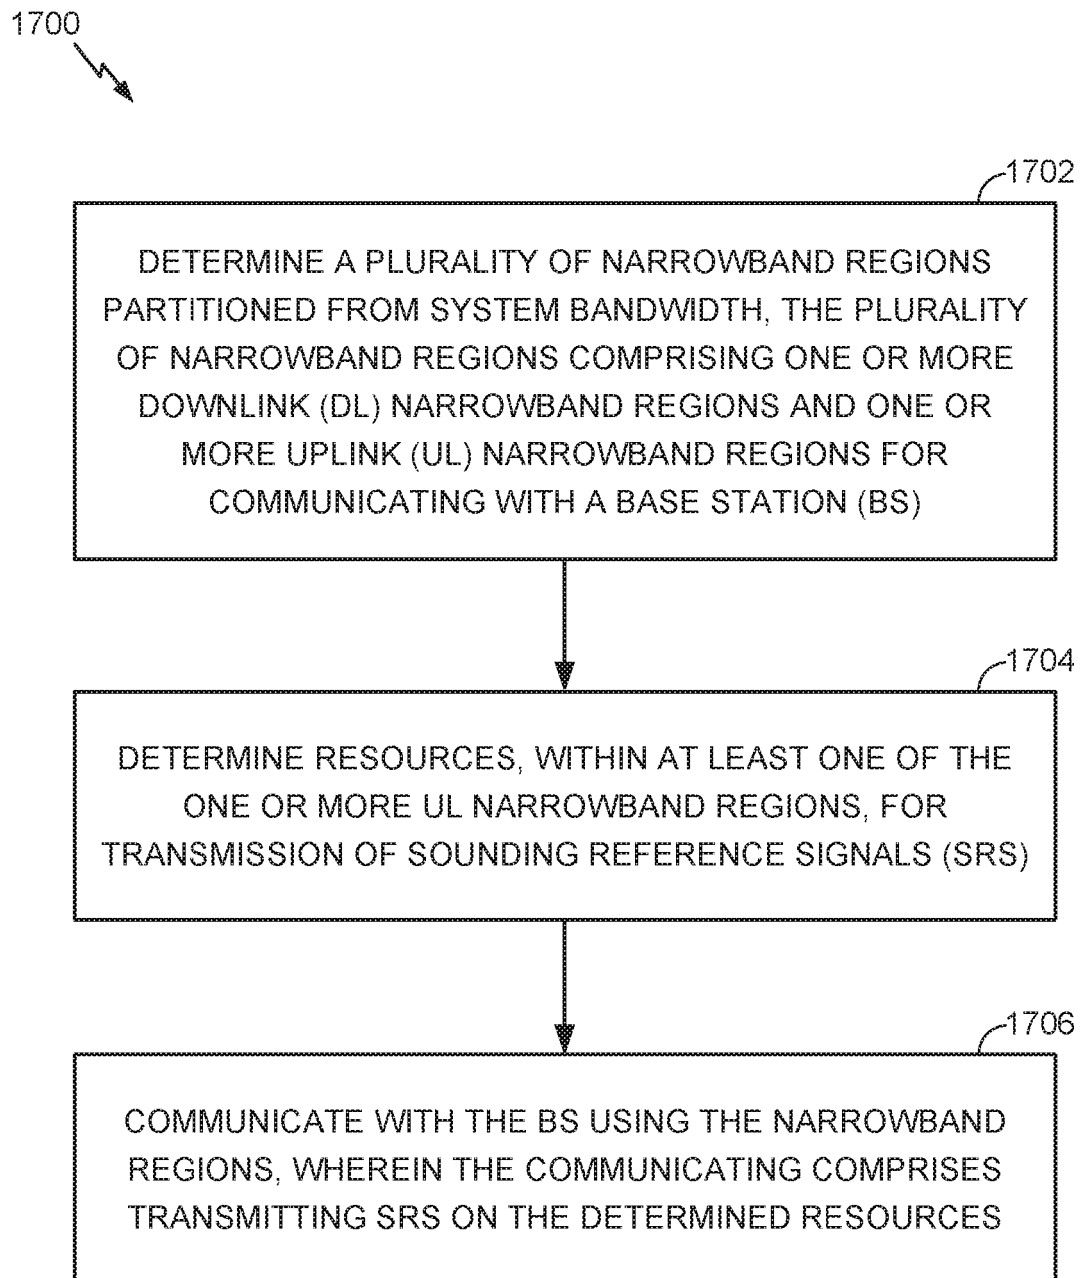 1700
1702
DETERMINE A PLURALITY OF NARROWBAND REGIONS
PARTITIONED FROM SYSTEM BANDWIDTH, THE PLURALITY
OF NARROWBAND REGIONS COMPRISING ONE OR MORE
DOWNLINK (DL) NARROWBAND REGIONS AND ONE OR
MORE UPLINK (UL) NARROWBAND REGIONS FOR
COMMUNICATING WITH A BASE STATION (BS)
1704
DETERMINE RESOURCES, WITHIN AT LEAST ONE OF THE
ONE OR MORE UL NARROWBAND REGIONS, FOR
TRANSMISSION OF SOUNDING REFERENCE SIGNALS (SRS)
1706
COMMUNICATE WITH THE BS USING THE NARROWBAND
REGIONS, WHEREIN THE COMMUNICATING COMPRISES
TRANSMITTING SRS ON THE DETERMINED RESOURCES